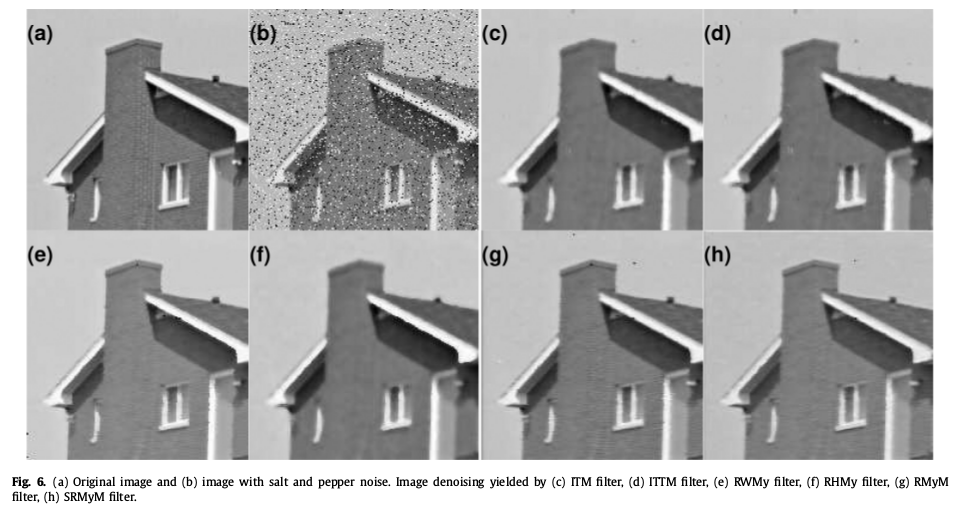 (a)
(b)
(c)
(d)
(e)
(f)
(g)
(h)
Fig. 6. (a) Original image and (b) image with salt and pepper noise. Image denoising yielded by (c) ITM filter, (d) ITTM filter, (e) RWMy filter, (f) RHMy filter, (g) RMyM
filter, (h) SRMyM filter.